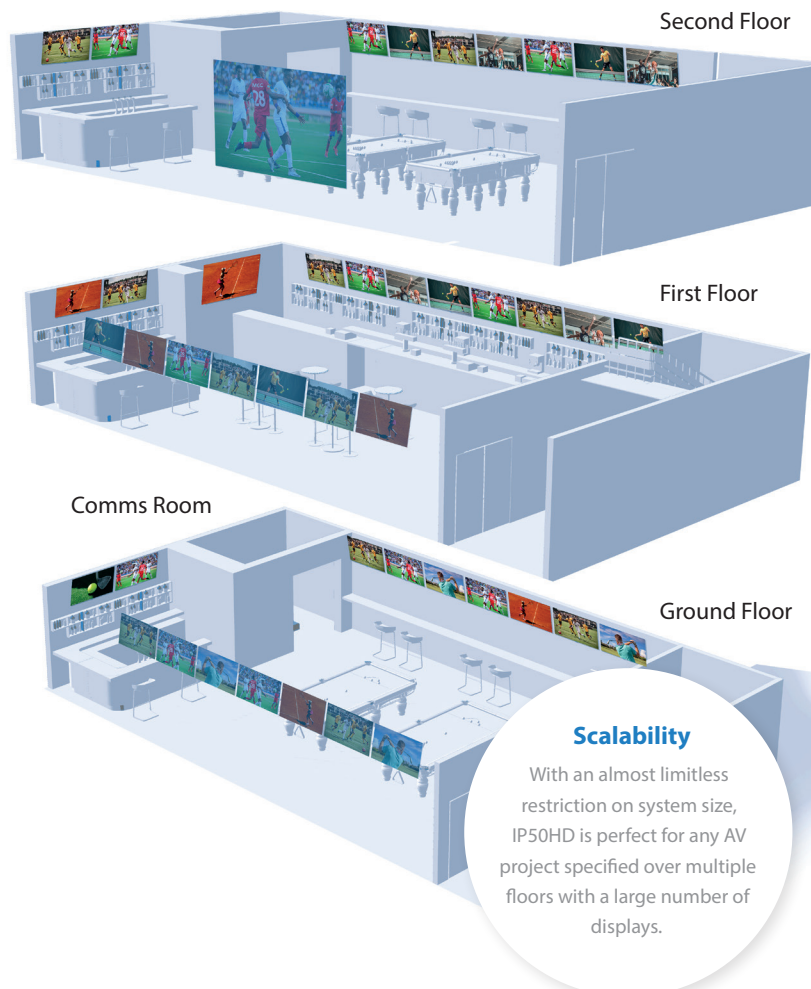 Second Floor
28
First Floor
Comms Room
Ground Floor
Scalability
With an almost limitless
restriction on system size,
IP50HD is perfect for any AV
project specified over multiple
floors with a large number of
displays.